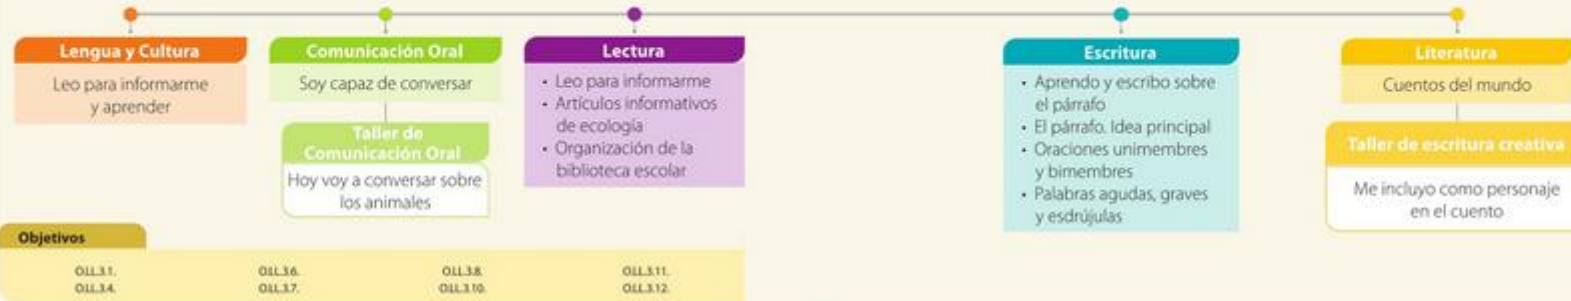 Lengua y Cultura
Leo para informarme
y aprender
Comunicación Oral
Soy capaz de conversar
Taller de
Comunicación Oral
Hoy voy a conversar sobre
los animales
Lectura
• Leo para informarme
• Artículos informativos
de ecología
• Organización de la
biblioteca escolar
Escritura
• Aprendo y escribo sobre
el párrafo
• El párrafo. Idea principal
• Oraciones unimembres
y bimembres
• Palabras agudas, graves
y esdrújulas
Literatura
Cuentos del mundo
Taller de escritura creativa
Me incluyo como personaje
en el cuento
Objetivos
O.LL.3.1.
O.LL.3.4.
O.LL.3.6.
O.LL.3.7.
O.LL.3.8.
O.LL.3.10.
O.LL.3.11.
O.LL.3.12.